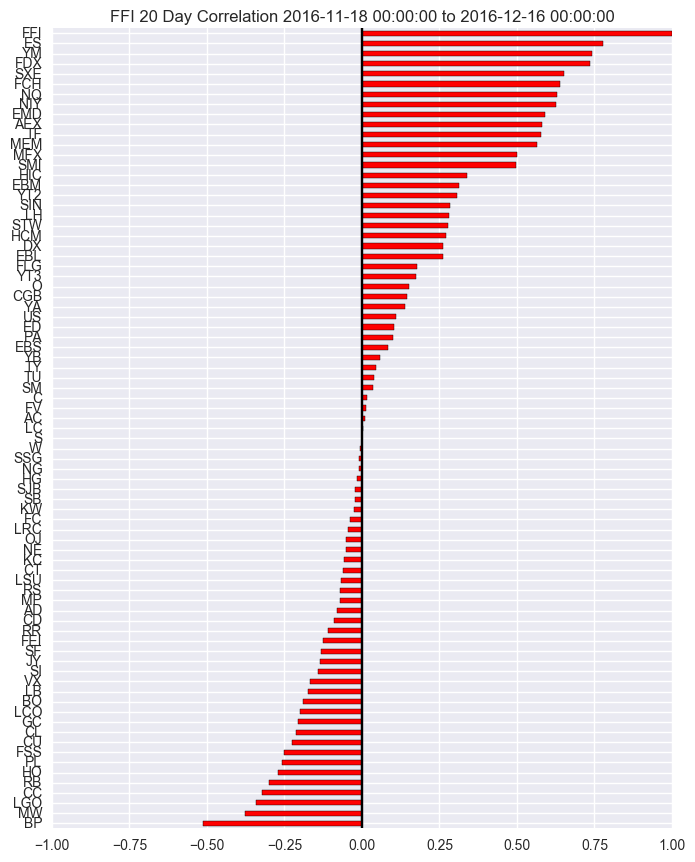 FFI 20 Day Correlation 2016-11-18 00:00:00 to 2016-12-16 00:00:00
FFI
ES
YM
FDX
SXE
FCH
NQ
NIY
EMD
AEX
TF
MEM
MFX
SMI
HIC
EBM
YT2
SIN
LH
STW
HCM
DX
EBL
FLG
YT3
O
CGB
YA
US
ED
PA
EBS
YB
TY
TU
SM
C
FV
AC
LC
S
W
SSG
NG
HG
SJB
SB
KW
FC
LRC
OJ
NE
KC
CT
LSU
RS
MP
AD
CD
RR
FEI
SF
JY
SI
VX
LB
BO
LCO
GC
CL
CU
FSS
PL
HO
RB
CC
LGO
MW
BP
−1.00 −0.75 −0.50 −0.25 0.00 0.25 0.50 0.75 1.00